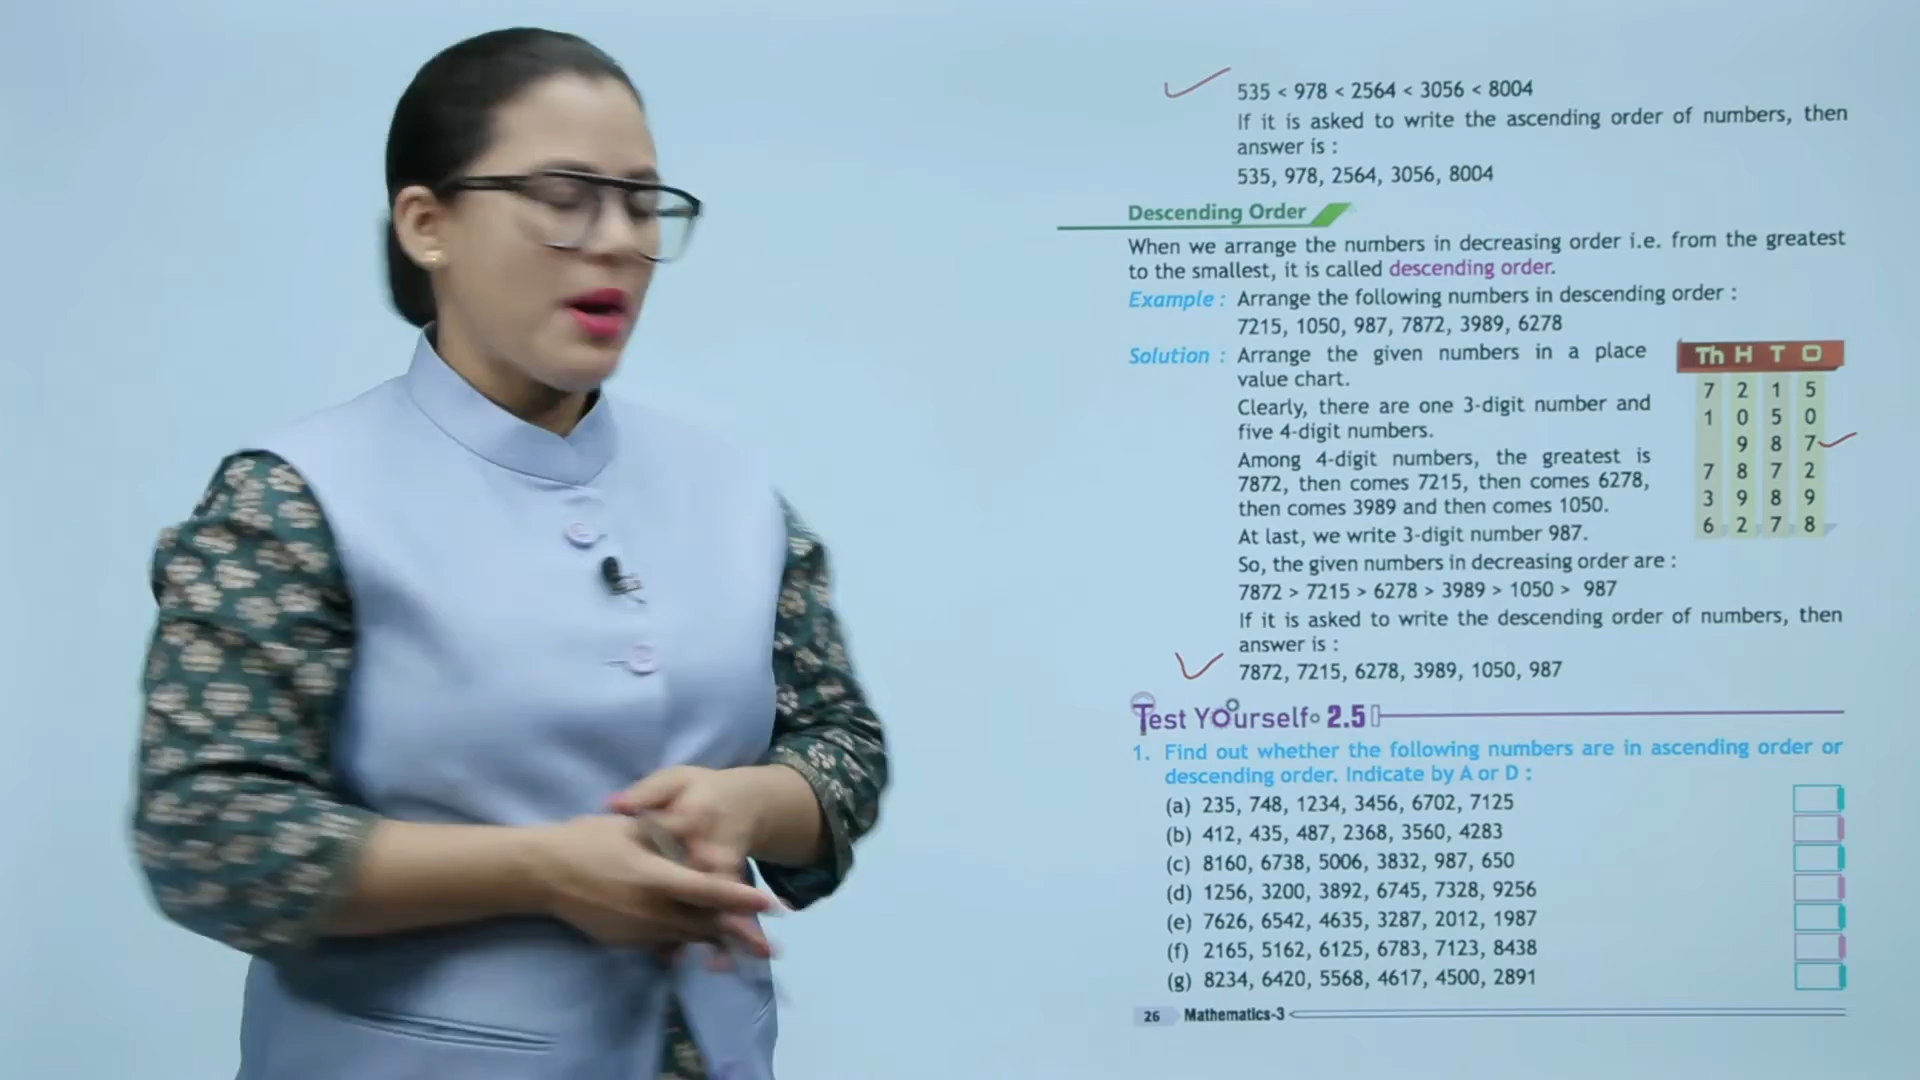 535 < 978 < 2564 < 3056 < 8004
If it is asked to write the ascending order of numbers, then
answer is :
535, 978, 2564, 3056, 8004
Descending Order
When we arrange the numbers in decreasing order i.e. from the greatest
to the smallest, it is called descending order.
Example : Arrange the following numbers in descending order :
7215, 1050, 987, 7872, 3989, 6278
Solution : Arrange the given numbers in a place
value chart.
Clearly, there are one 3-digit number and
five 4-digit numbers.
Among 4-digit numbers, the greatest is
7872, then comes 7215, then comes 6278,
then comes 3989 and then comes 1050.
At last, we write 3-digit number 987.
Th H T O
7 2 1 5
1 0 5 0
9 8 7
7 8 7 2
3 9 8 9
6 2 7 8
So, the given numbers in decreasing order are :
7872 > 7215 > 6278 > 3989 > 1050 > 987
If it is asked to write the descending order of numbers, then
answer is :
7872, 7215, 6278, 3989, 1050, 987
Test Yourself 2.5
1. Find out whether the following numbers are in ascending order or
descending order. Indicate by A or D :
(a) 235, 748, 1234, 3456, 6702, 7125
(b) 412, 435, 487, 2368, 3560, 4283
(c) 8160, 6738, 5006, 3832, 987, 650
(d) 1256, 3200, 3892, 6745, 7328, 9256
(e) 7626, 6542, 4635, 3287, 2012, 1987
(f) 2165, 5162, 6125, 6783, 7123, 8438
(g) 8234, 6420, 5568, 4617, 4500, 2891
26 Mathematics-3